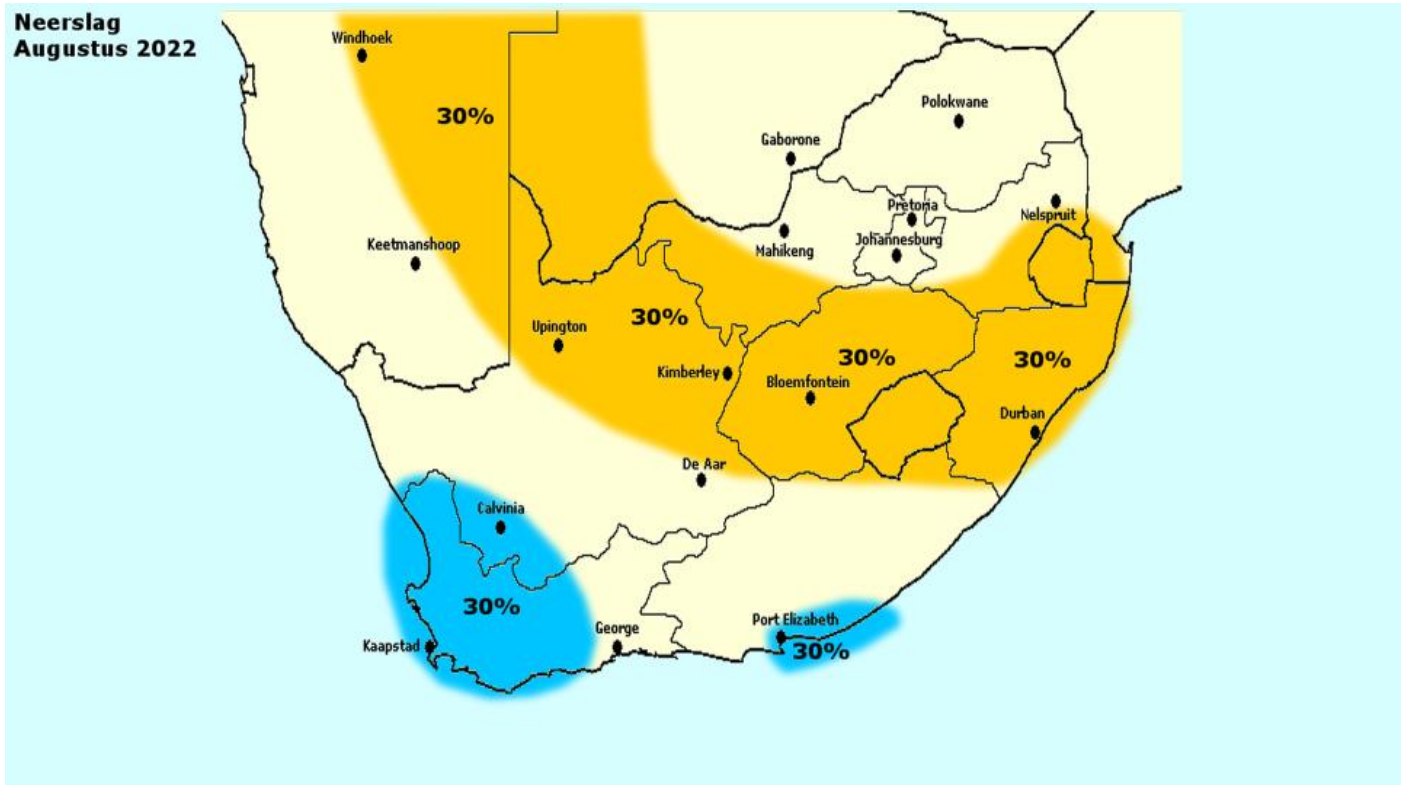 Neerslag
Augustus 2022
Windhoek
30%
Polokwane
Gaborone
Pretoria
Nelspruit
Keetmanshoop
Mahikeng
Johannesburg
Upington
30%
30%
30%
Kimberley
Bloemfontein
Durban
De Aar
Calvinia
30%
Kaapstad
George
Port Elizabeth
30%